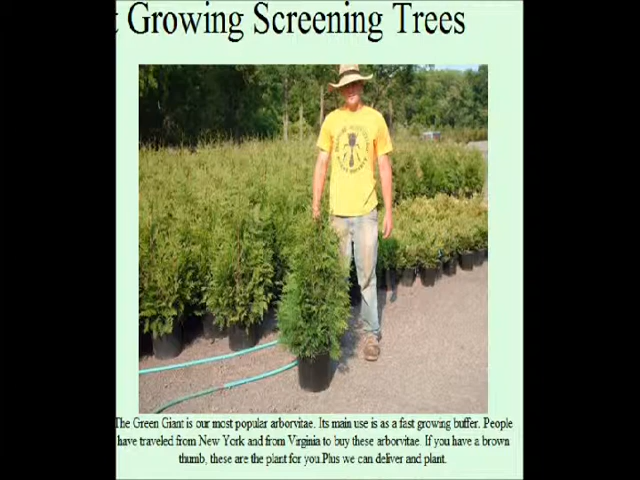 Growing Screening Trees
The Green Giant is our most popular arborvitae. Its main use is as a fast growing buffer. People
have traveled from New York and from Virginia to buy these arborvitae. If you have a brown
thumb, these are the plant for you.Plus we can deliver and plant.